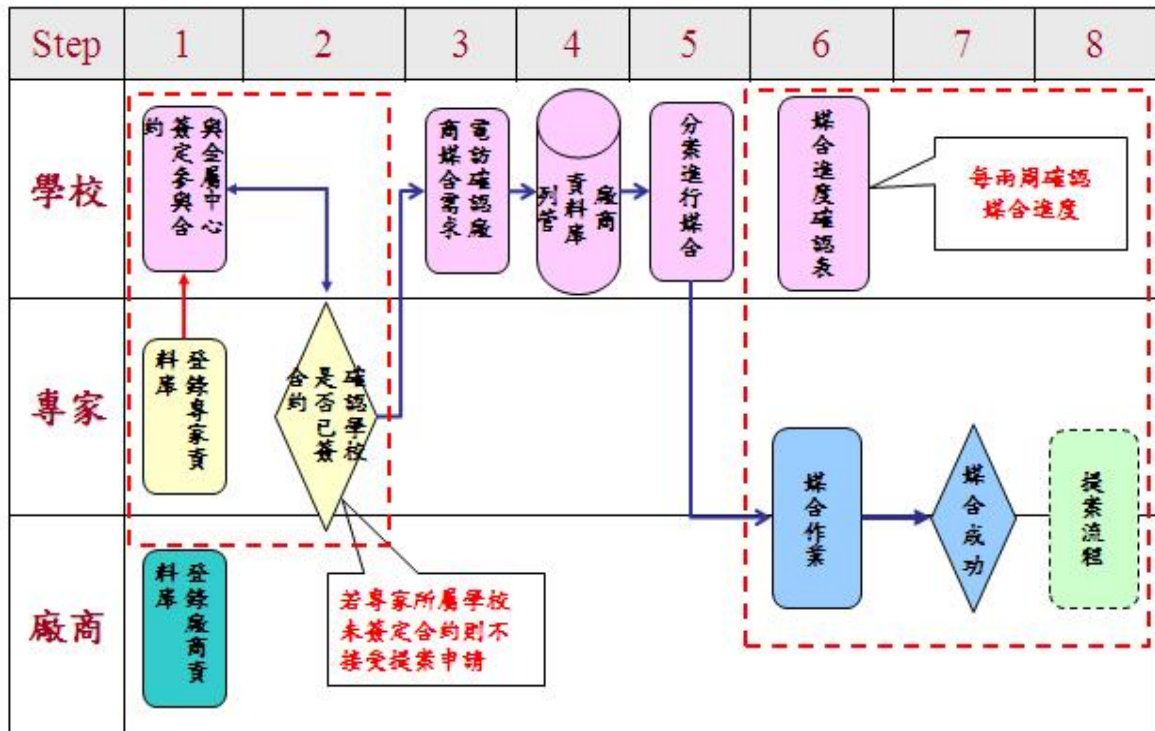 Step 1 2 3 4 5 6 7 8
學校
與金屬中心
簽定參與合
約
電訪確認廠
商媒合需求
廠商
資料庫
列管
分案進行媒合
媒合進度確認表
每兩周確認
媒合進度
專家
登錄專家資
料庫
確認學校
是否已簽
合約
媒合作業
媒合成功
提案流程
廠商
登錄廠商資
料庫
若專家所屬學校
未簽定合約則不
接受提案申請